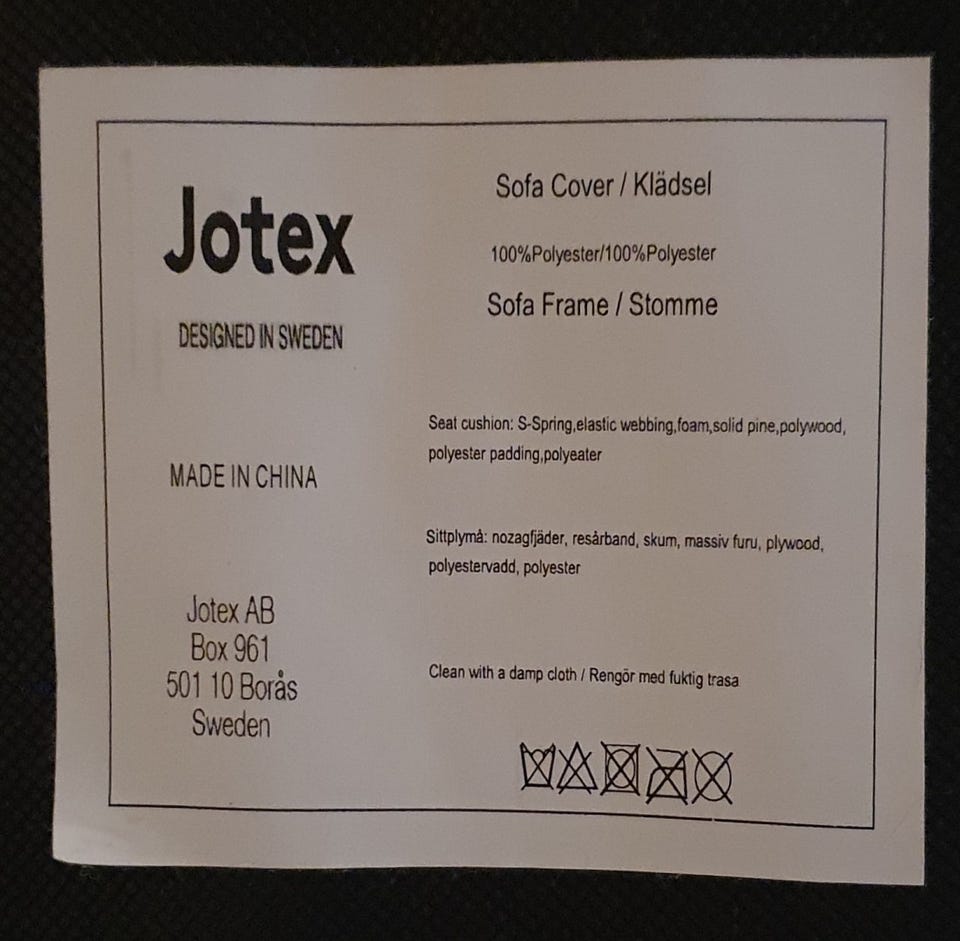 Jotex
DESIGNED IN SWEDEN
MADE IN CHINA
Jotex AB
Box 961
501 10 Borås
Sweden
Sofa Cover / Klädsel
100%Polyester/100%Polyester
Sofa Frame / Stomme
Seat cushion: S-Spring,elastic webbing,foam,solid pine,polywood,
polyester padding,polyeater
Sittplymå: nozagfjäder, resårband, skum, massiv furu, plywood,
polyestervadd, polyester
Clean with a damp cloth / Rengör med fuktig trasa